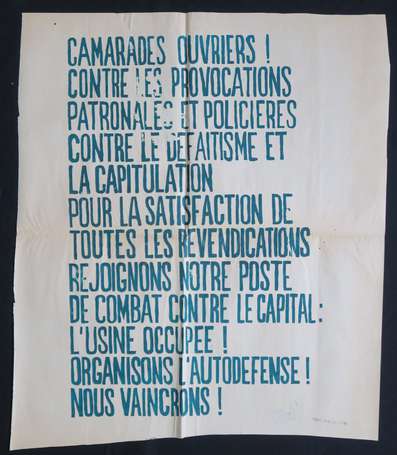 CAMARADES OUVRIERS !
CONTRE LES PROVOCATIONS
PATRONALES ET POLICIERES
CONTRE LE DEFAITISME ET
LA CAPITULATION
POUR LA SATISFACTION DE
TOUTES LES REVENDICATIONS
REJOIGNONS NOTRE POSTE
DE COMBAT CONTRE LE CAPITAL :
L'USINE OCCUPEE !
ORGANISONS L'AUTODEFENSE !
NOUS VAINCRONS !